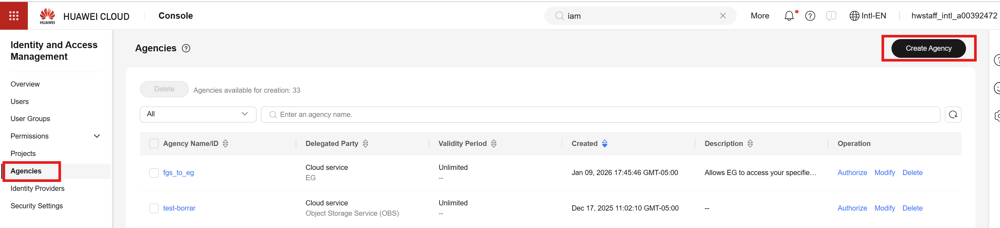 HUAWEI
HUAWEI CLOUD
Console
iam
More
Intl-EN
hwstaff_intl_a00392472
Identity and Access
Management
Overview
Users
User Groups
Permissions
Projects
Agencies
Identity Providers
Security Settings
Agencies
Create Agency
Delete
Agencies available for creation: 33
All
Enter an agency name.
Agency Name/ID
Delegated Party
Validity Period
Created
Description
Operation
fgs_to_eg
Cloud service
EG
Unlimited
--
Jan 09, 2026 17:45:46 GMT-05:00
Allows EG to access your specifie...
Authorize Modify Delete
test-borrar
Cloud service
Object Storage Service (OBS)
Unlimited
--
Dec 17, 2025 11:02:10 GMT-05:00
--
Authorize Modify Delete